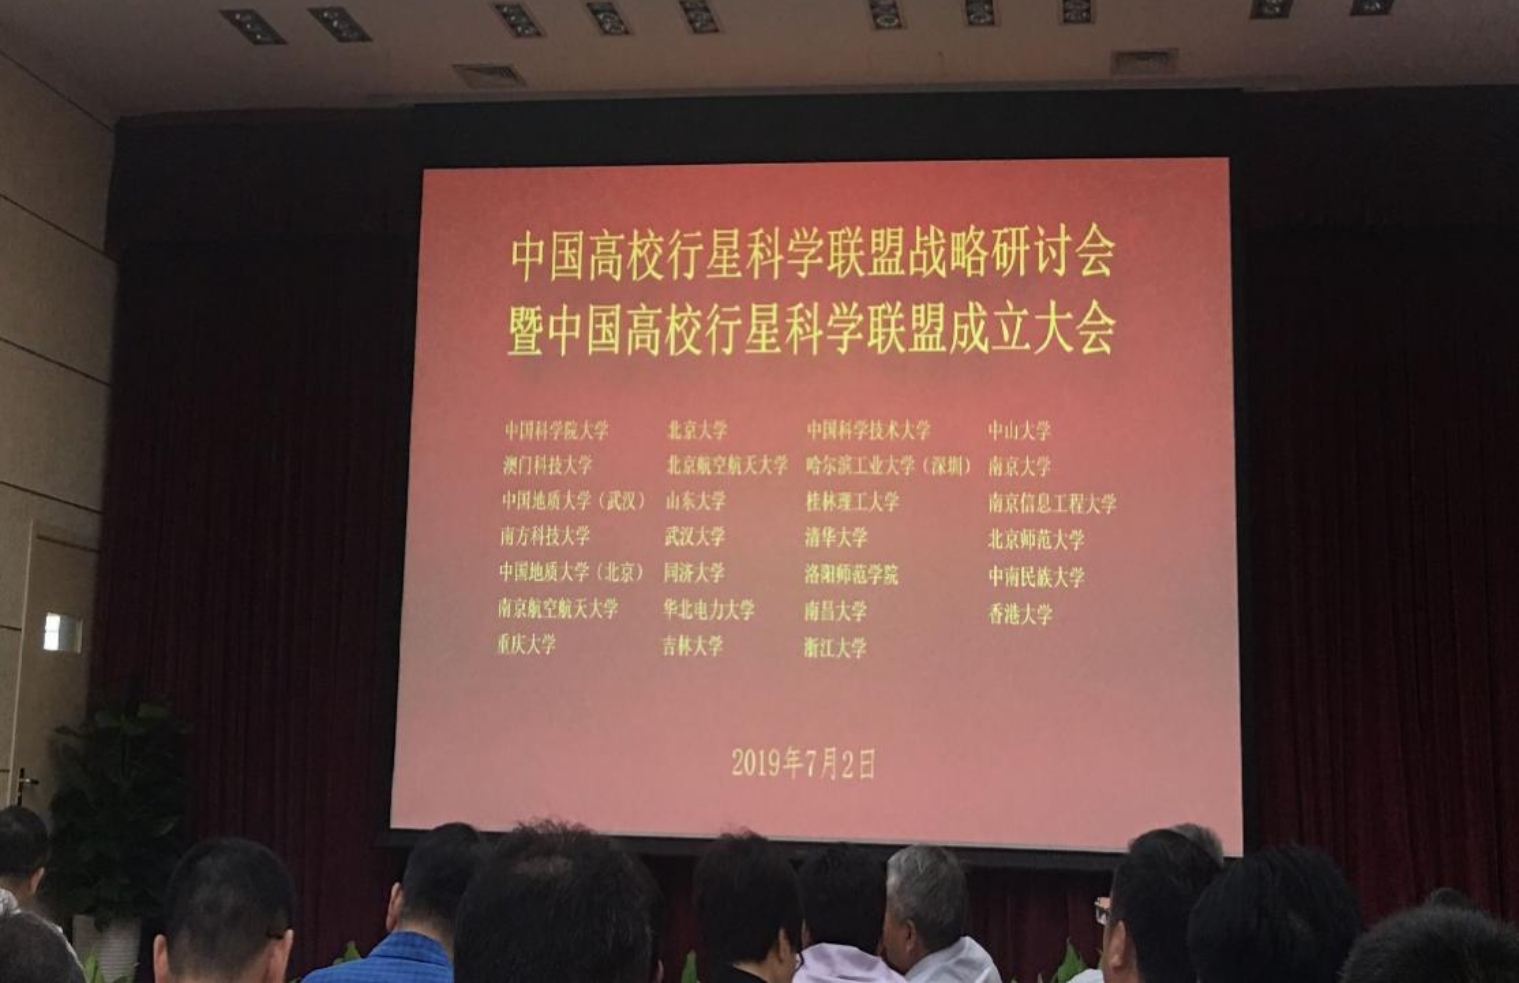 中国高校行星科学联盟战略研讨会
暨中国高校行星科学联盟成立大会
中国科学院大学 北京大学 中国科学技术大学 中山大学
澳门科技大学 北京航空航天大学 哈尔滨工业大学（深圳） 南京大学
中国地质大学（武汉） 山东大学 桂林理工大学 南京信息工程大学
南方科技大学 武汉大学 清华大学 北京师范大学
中国地质大学（北京） 同济大学 洛阳师范学院 中南民族大学
南京航空航天大学 华北电力大学 南昌大学 香港大学
重庆大学 吉林大学 浙江大学
2019年7月2日